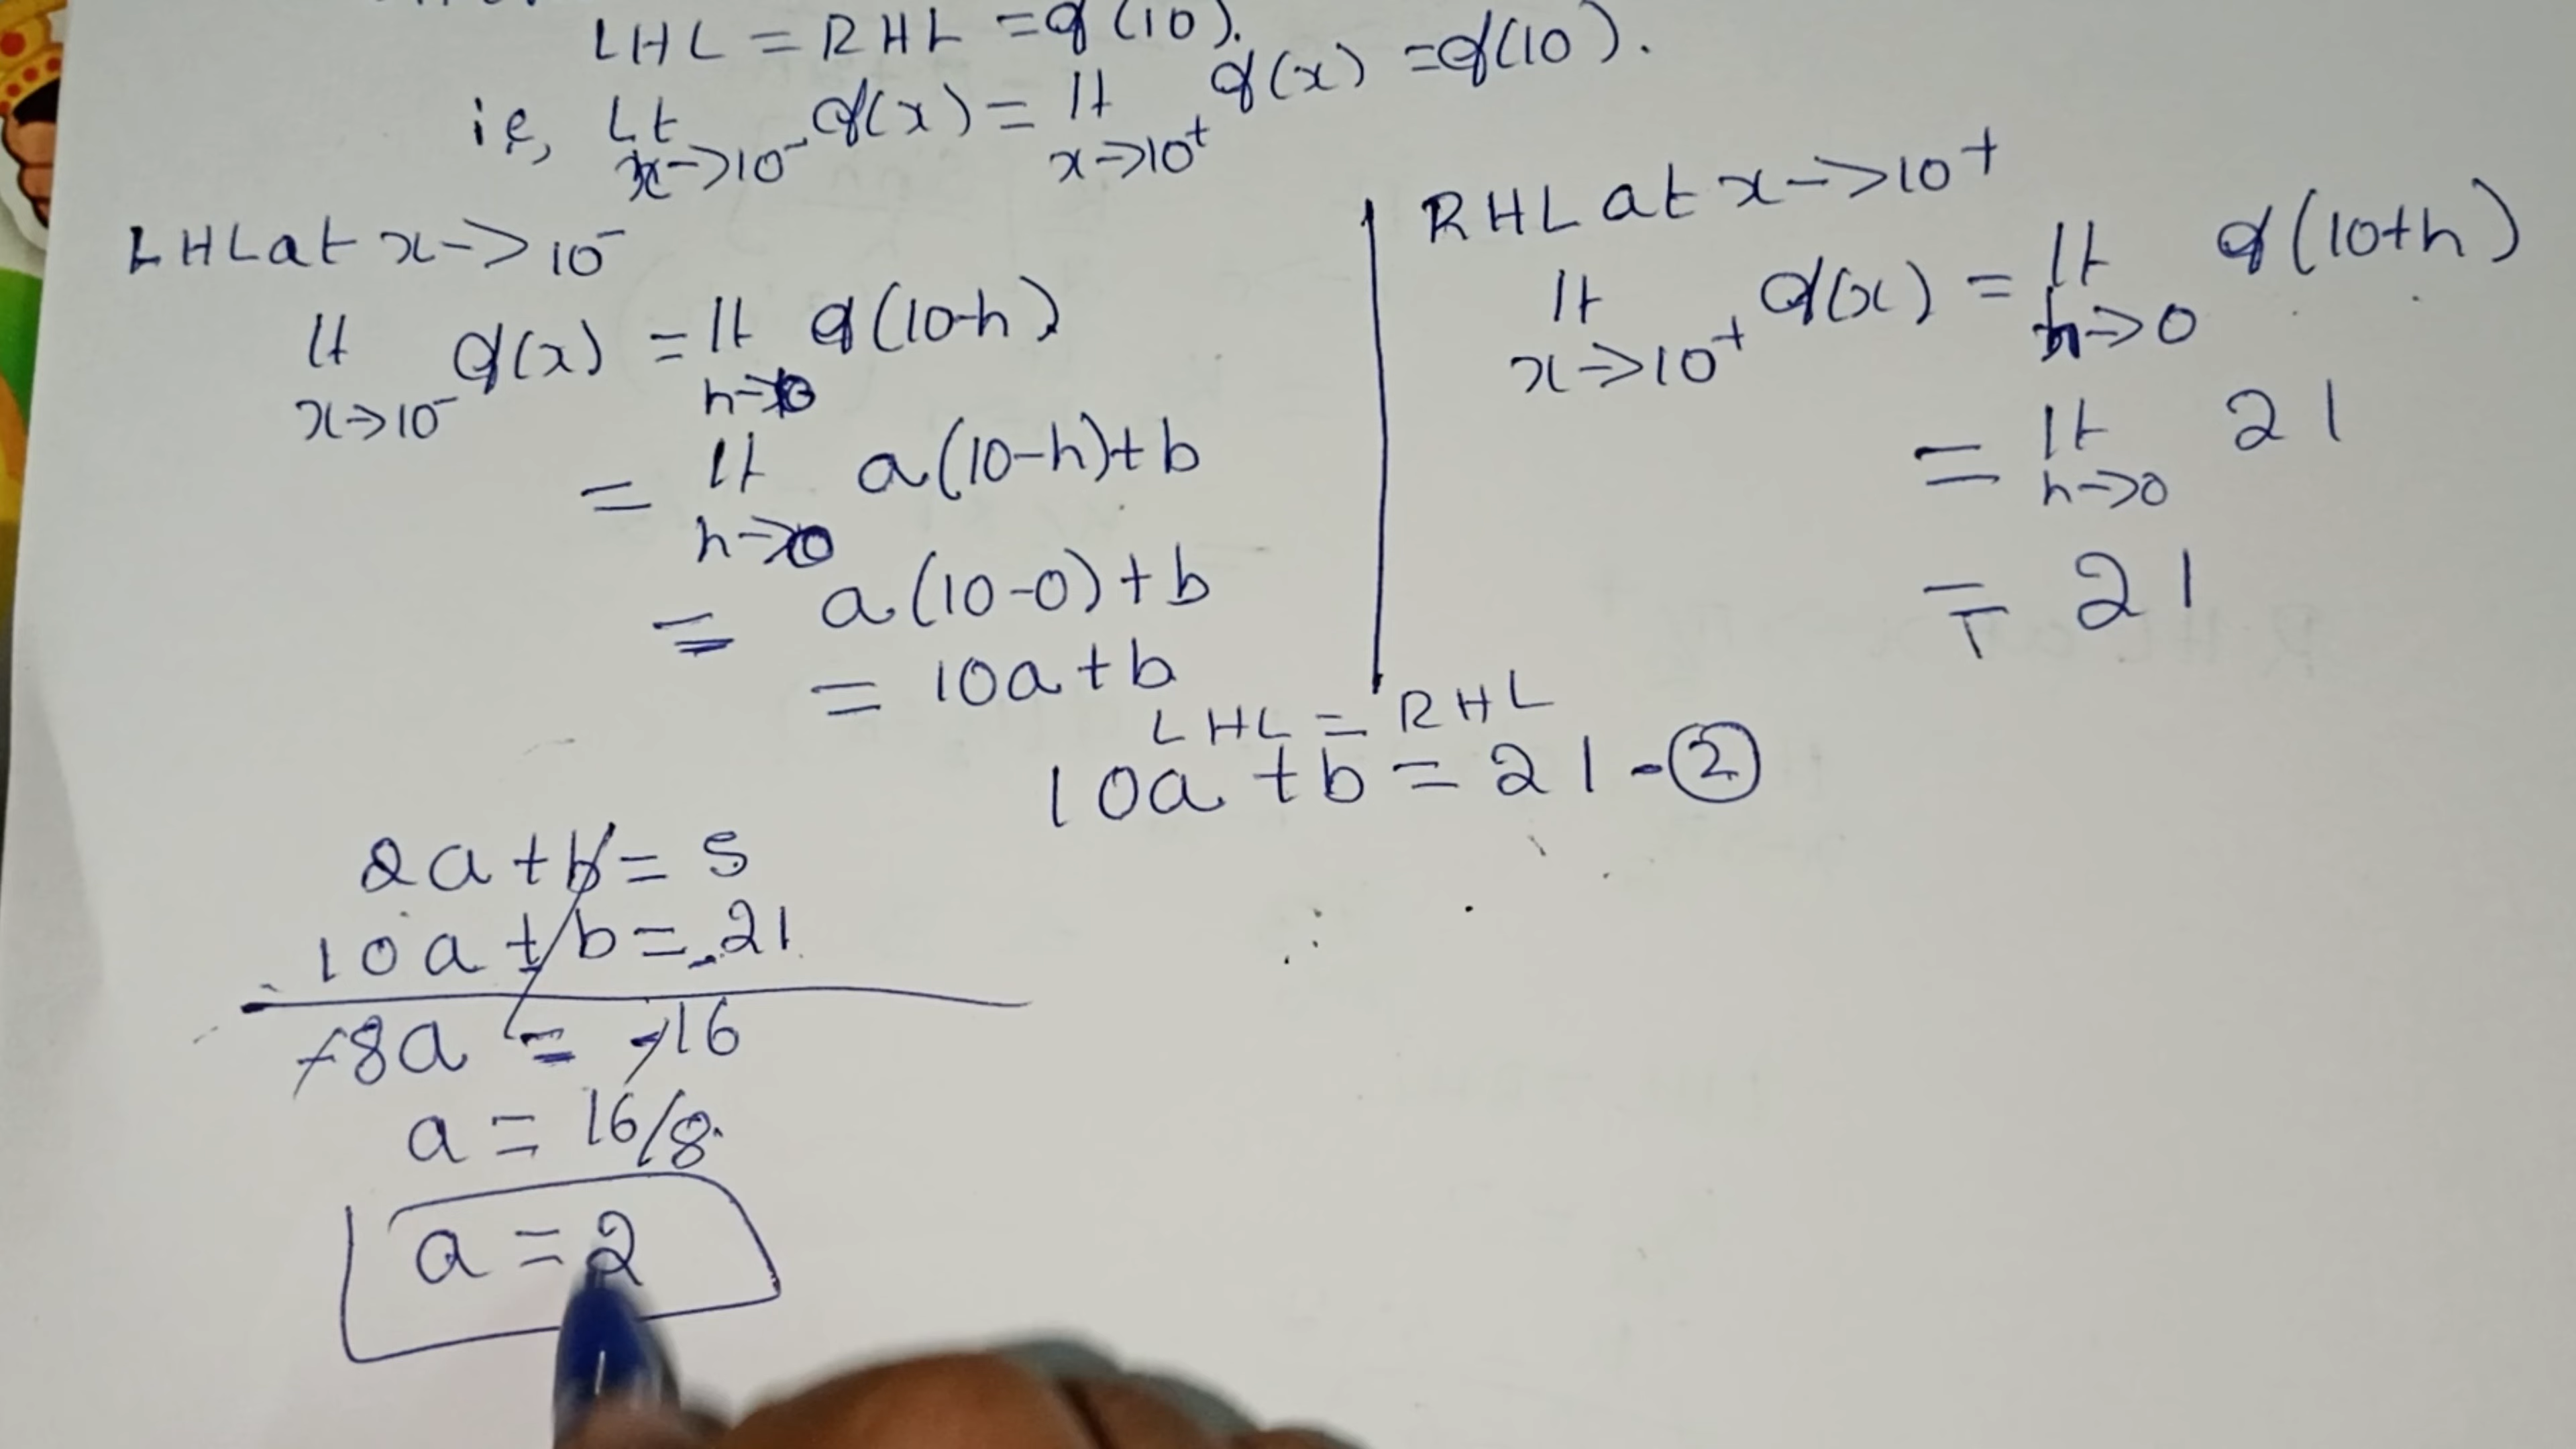 LHL = RHL = f(10).
ie, Lt f(x) = lt f(x) = f(10).
x->10⁻ x->10⁺
LHL at x-> 10⁻
lt f(x) = lt f(10-h)
x->10⁻ h->0
= lt a(10-h)+b
h->0
= a(10-0)+b
= 10a+b
RHL at x->10⁺
lt f(x) = lt f(10+h)
x->10⁺ h->0
= lt 21
h->0
= 21
LHL = RHL
10a+b = 21 - ②
2a+b = 5
10a+b = 21
-8a = -16
a = 16/8
a = 2